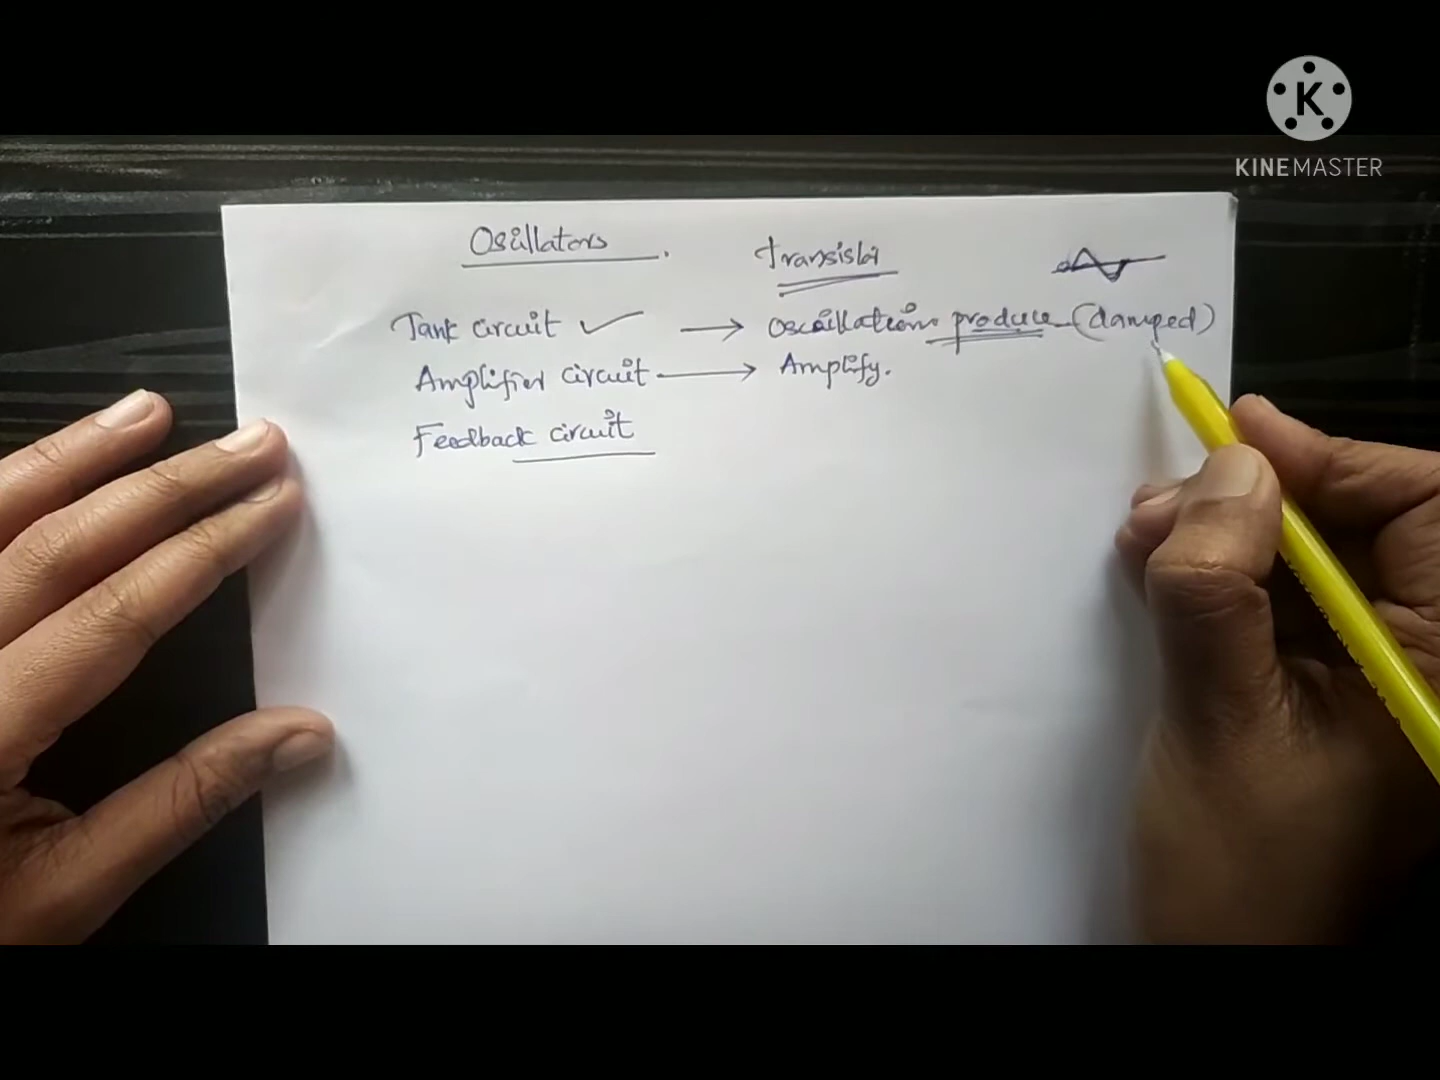 K
KINEMASTER
Oscillators. Transistor
Tank circuit ✓ → Oscillations produce (damped)
Amplifier circuit. → Amplify.
Feedback circuit